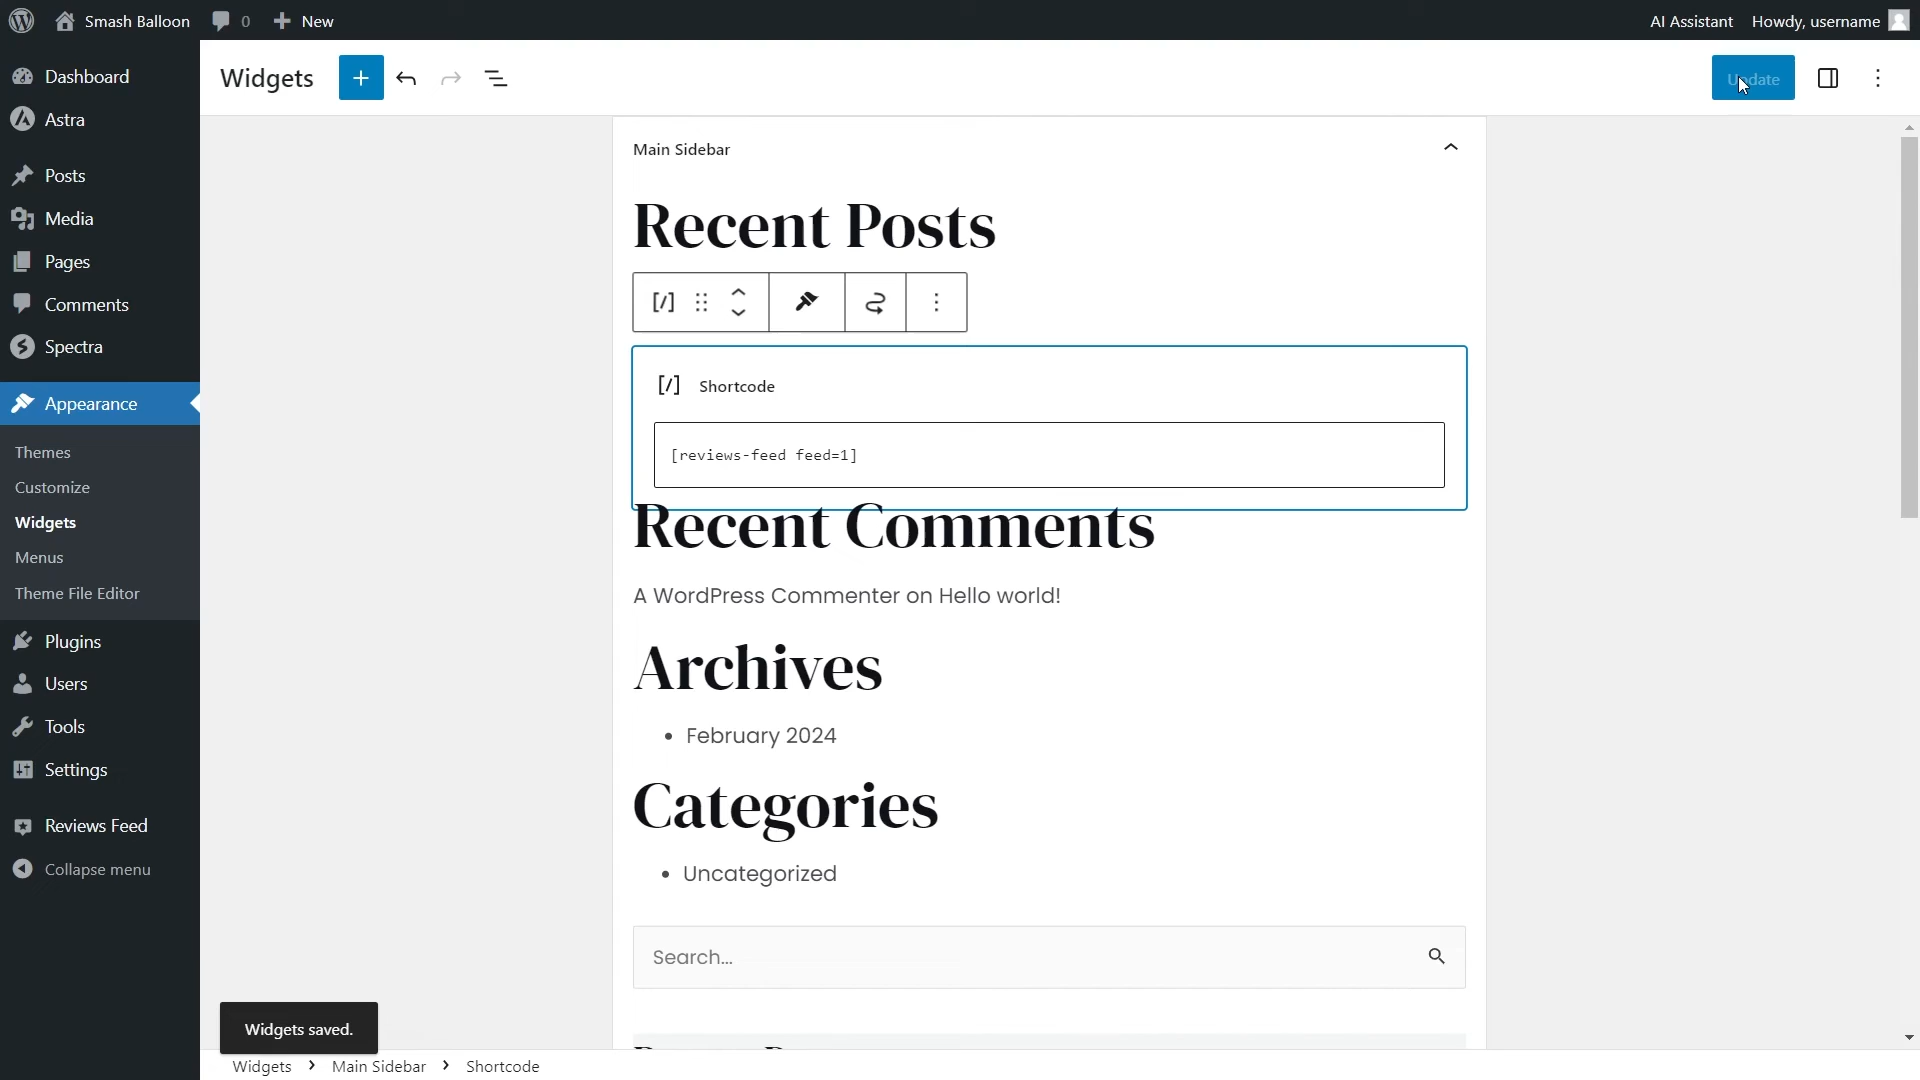 Smash Balloon 0 New AI Assistant Howdy, username
Dashboard
Astra
Posts
Media
Pages
Comments
Spectra
Appearance
Themes
Customize
Widgets
Menus
Theme File Editor
Plugins
Users
Tools
Settings
Reviews Feed
Collapse menu
Widgets Update
Main Sidebar
Recent Posts
[/]
[/] Shortcode
[reviews-feed feed=1]
Recent Comments
A WordPress Commenter on Hello world!
Archives
• February 2024
Categories
• Uncategorized
Search...
Widgets saved.
Widgets > Main Sidebar > Shortcode